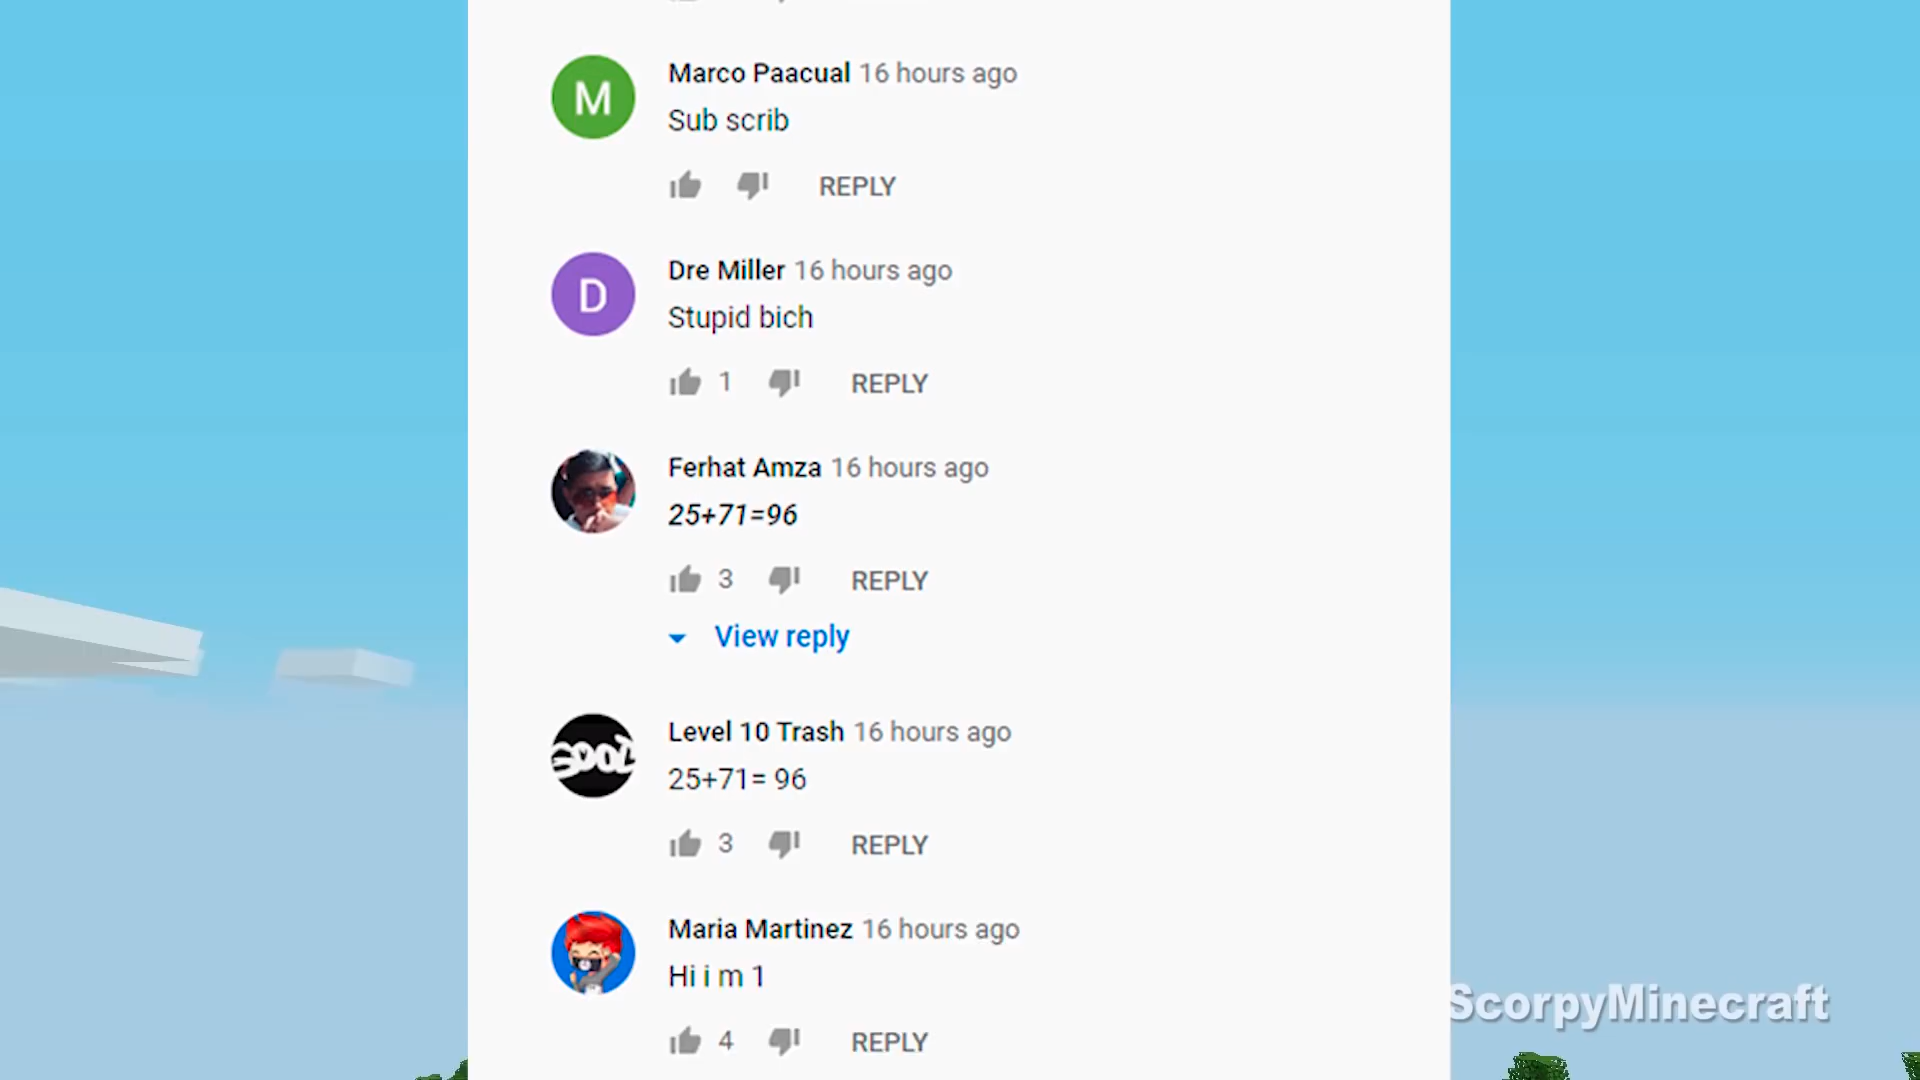 M
Marco Paacual 16 hours ago
Sub scrib
REPLY
D
Dre Miller 16 hours ago
Stupid bich
1 REPLY
Ferhat Amza 16 hours ago
25+71=96
3 REPLY
View reply
Level 10 Trash 16 hours ago
25+71= 96
3 REPLY
Maria Martinez 16 hours ago
Hi i m 1
4 REPLY
ScorpyMinecraft